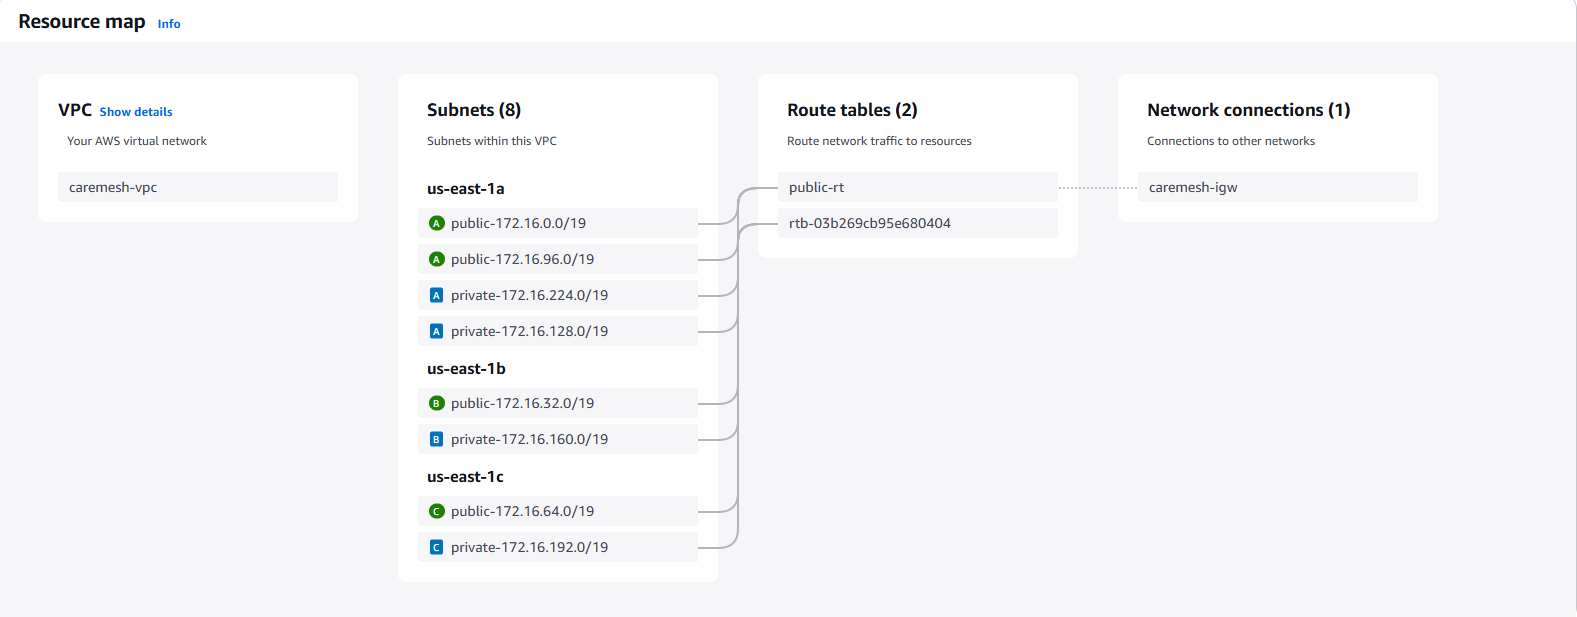 Resource map Info
VPC Show details
Your AWS virtual network
caremesh-vpc
Subnets (8)
Subnets within this VPC
us-east-1a
A public-172.16.0.0/19
A public-172.16.96.0/19
A private-172.16.224.0/19
A private-172.16.128.0/19
us-east-1b
B public-172.16.32.0/19
B private-172.16.160.0/19
us-east-1c
C public-172.16.64.0/19
C private-172.16.192.0/19
Route tables (2)
Route network traffic to resources
public-rt
rtb-03b269cb95e680404
Network connections (1)
Connections to other networks
caremesh-igw